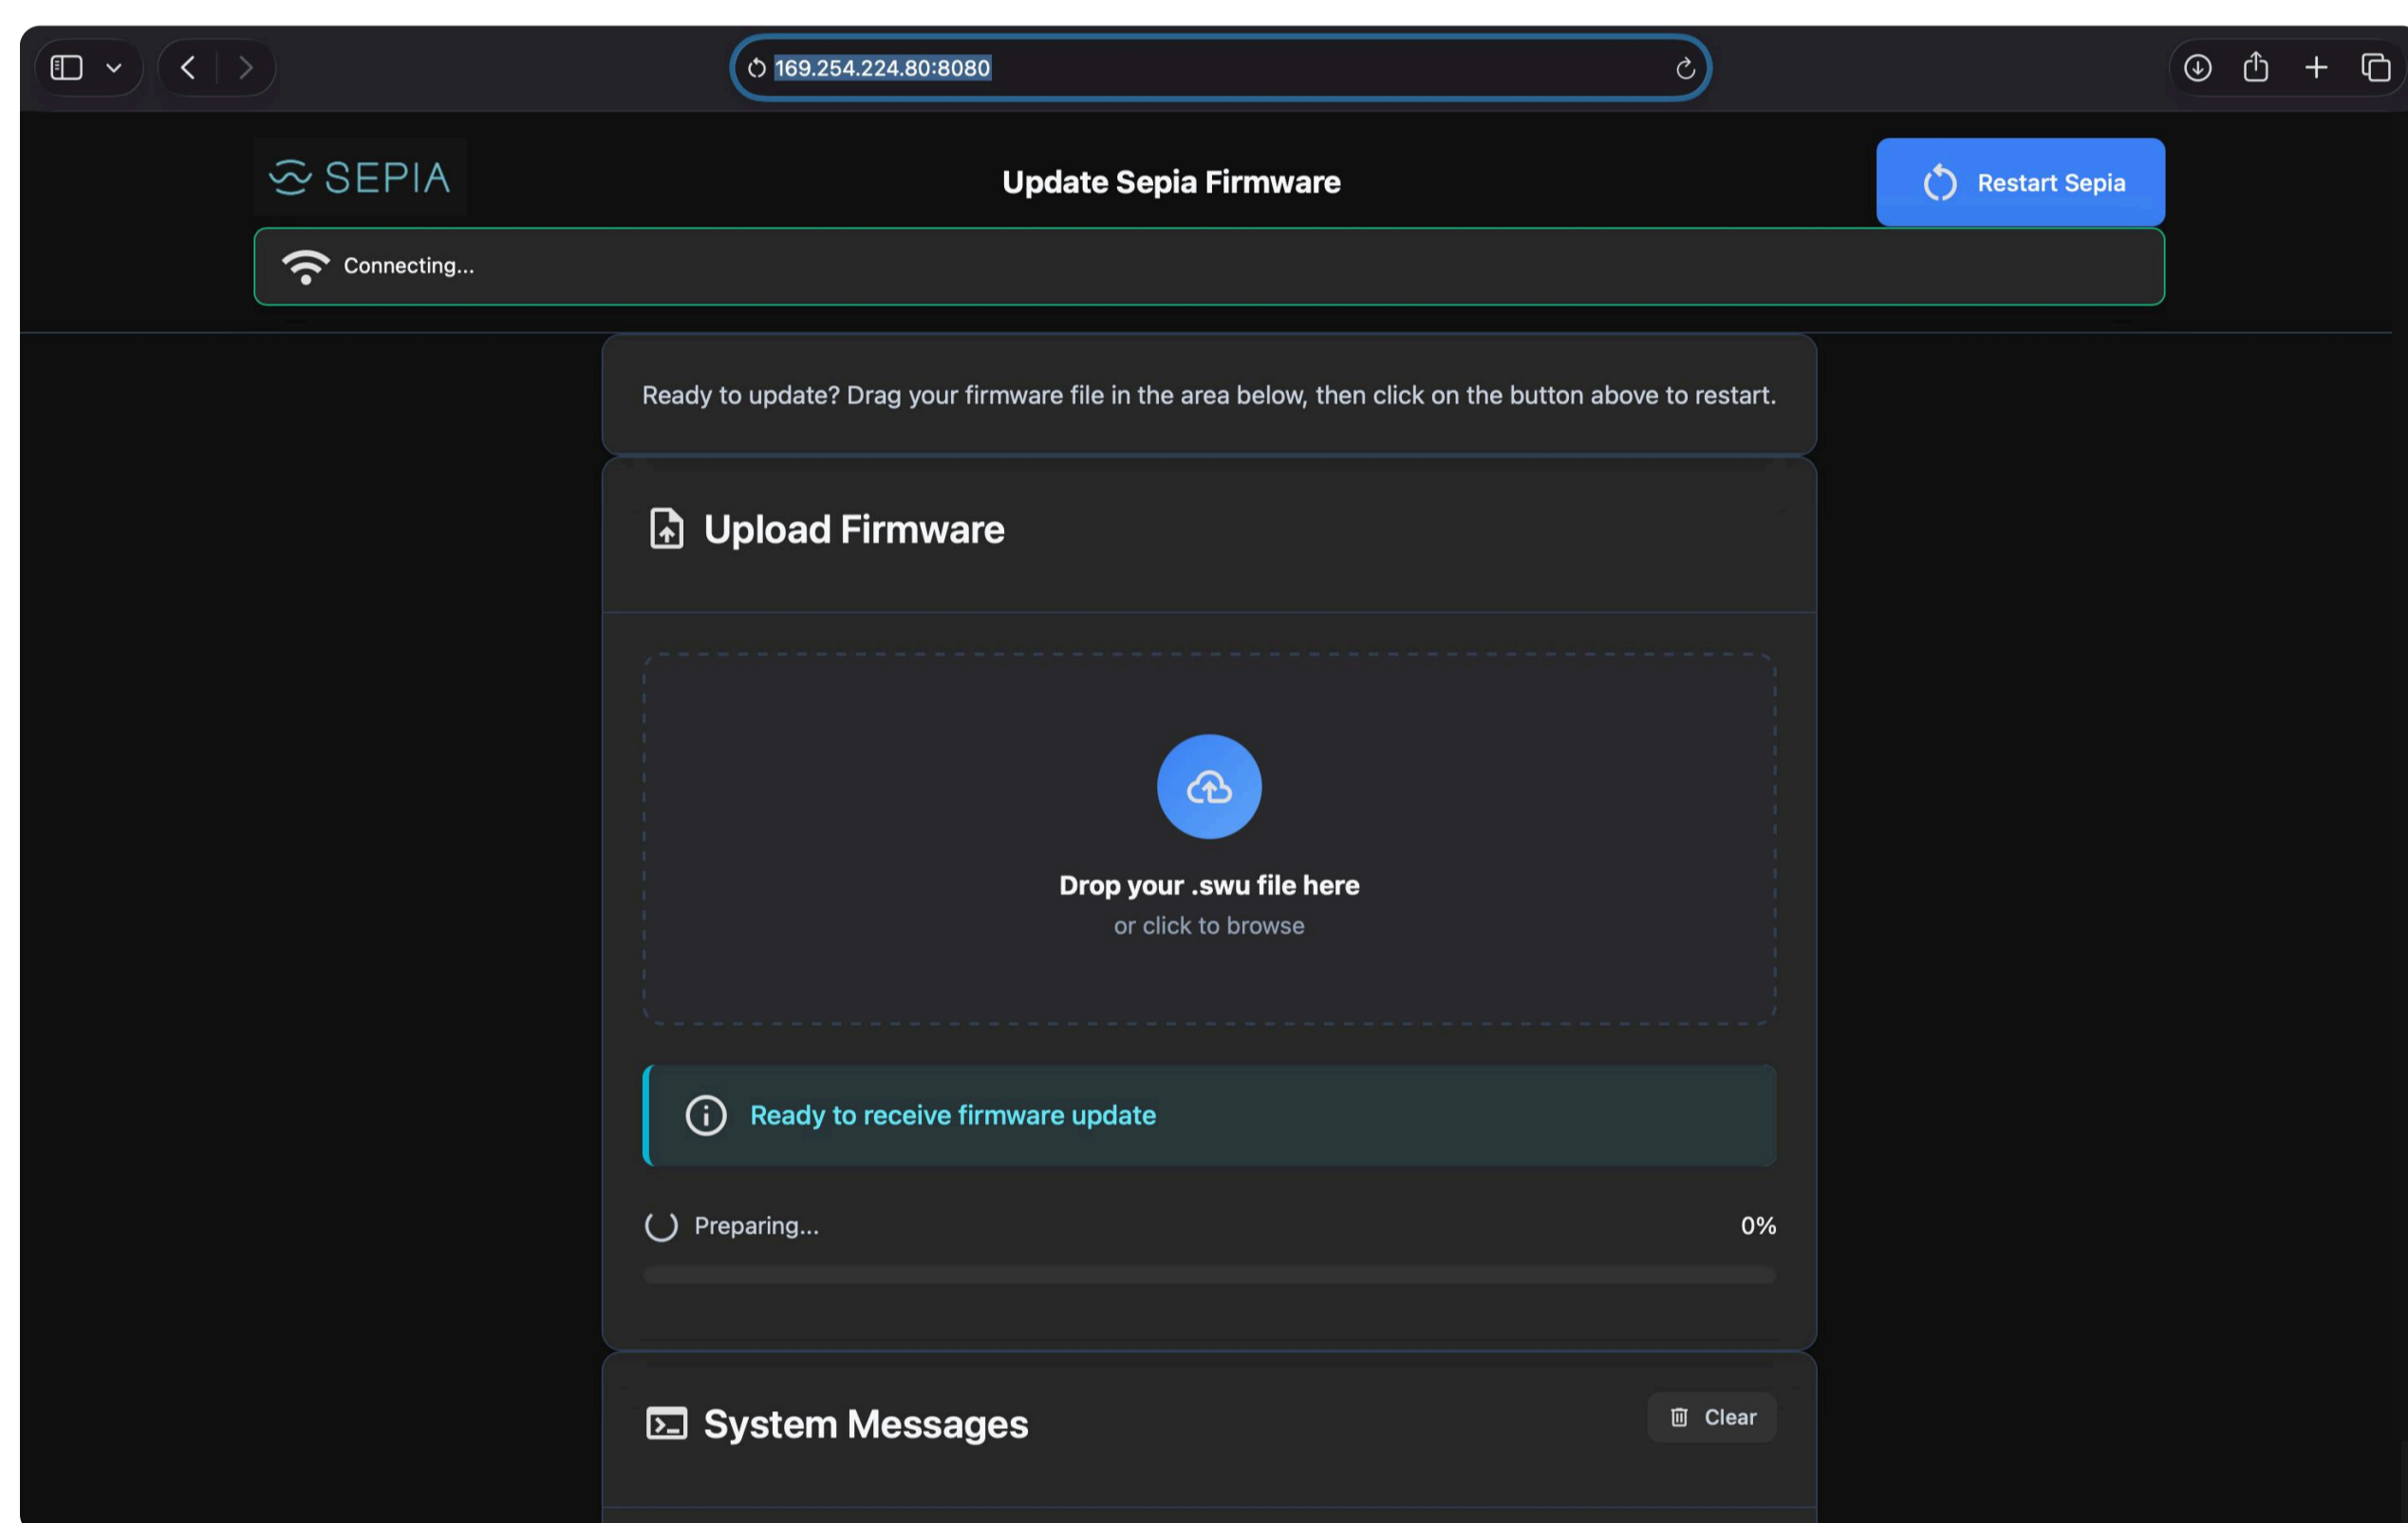 169.254.224.80:8080
SEPIA
Update Sepia Firmware
Restart Sepia
Connecting...
Ready to update? Drag your firmware file in the area below, then click on the button above to restart.
Upload Firmware
Drop your .swu file here
or click to browse
Ready to receive firmware update
Preparing...
0%
System Messages
Clear